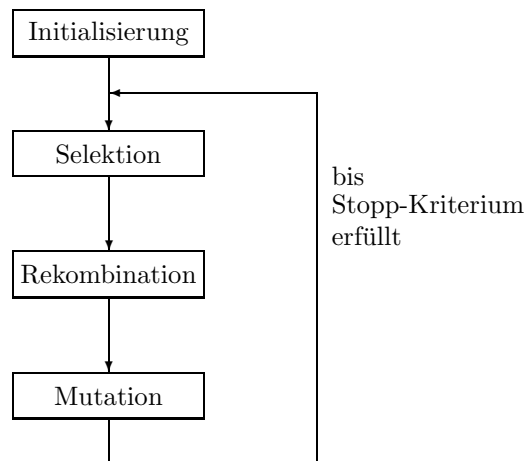 Initialisierung
Selektion
bis
Stopp-Kriterium
erfüllt
Rekombination
Mutation